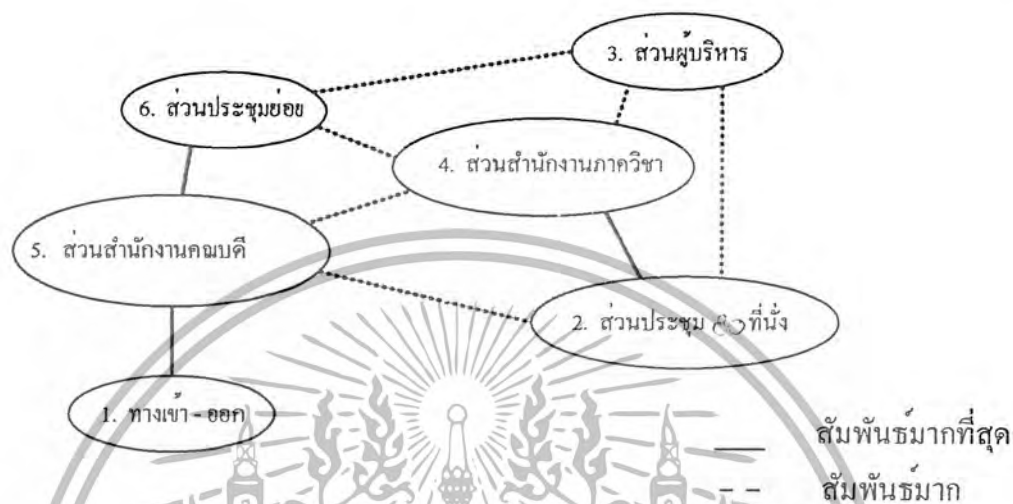 3. ส่วนผู้บริหาร
6. ส่วนประชุมย่อย
4. ส่วนสำนักงานภาควิชา
5. ส่วนสำนักงานคณบดี
2. ส่วนประชุม ที่นั่ง
1. ทางเข้า - ออก
สัมพันธ์มากที่สุด
สัมพันธ์มาก